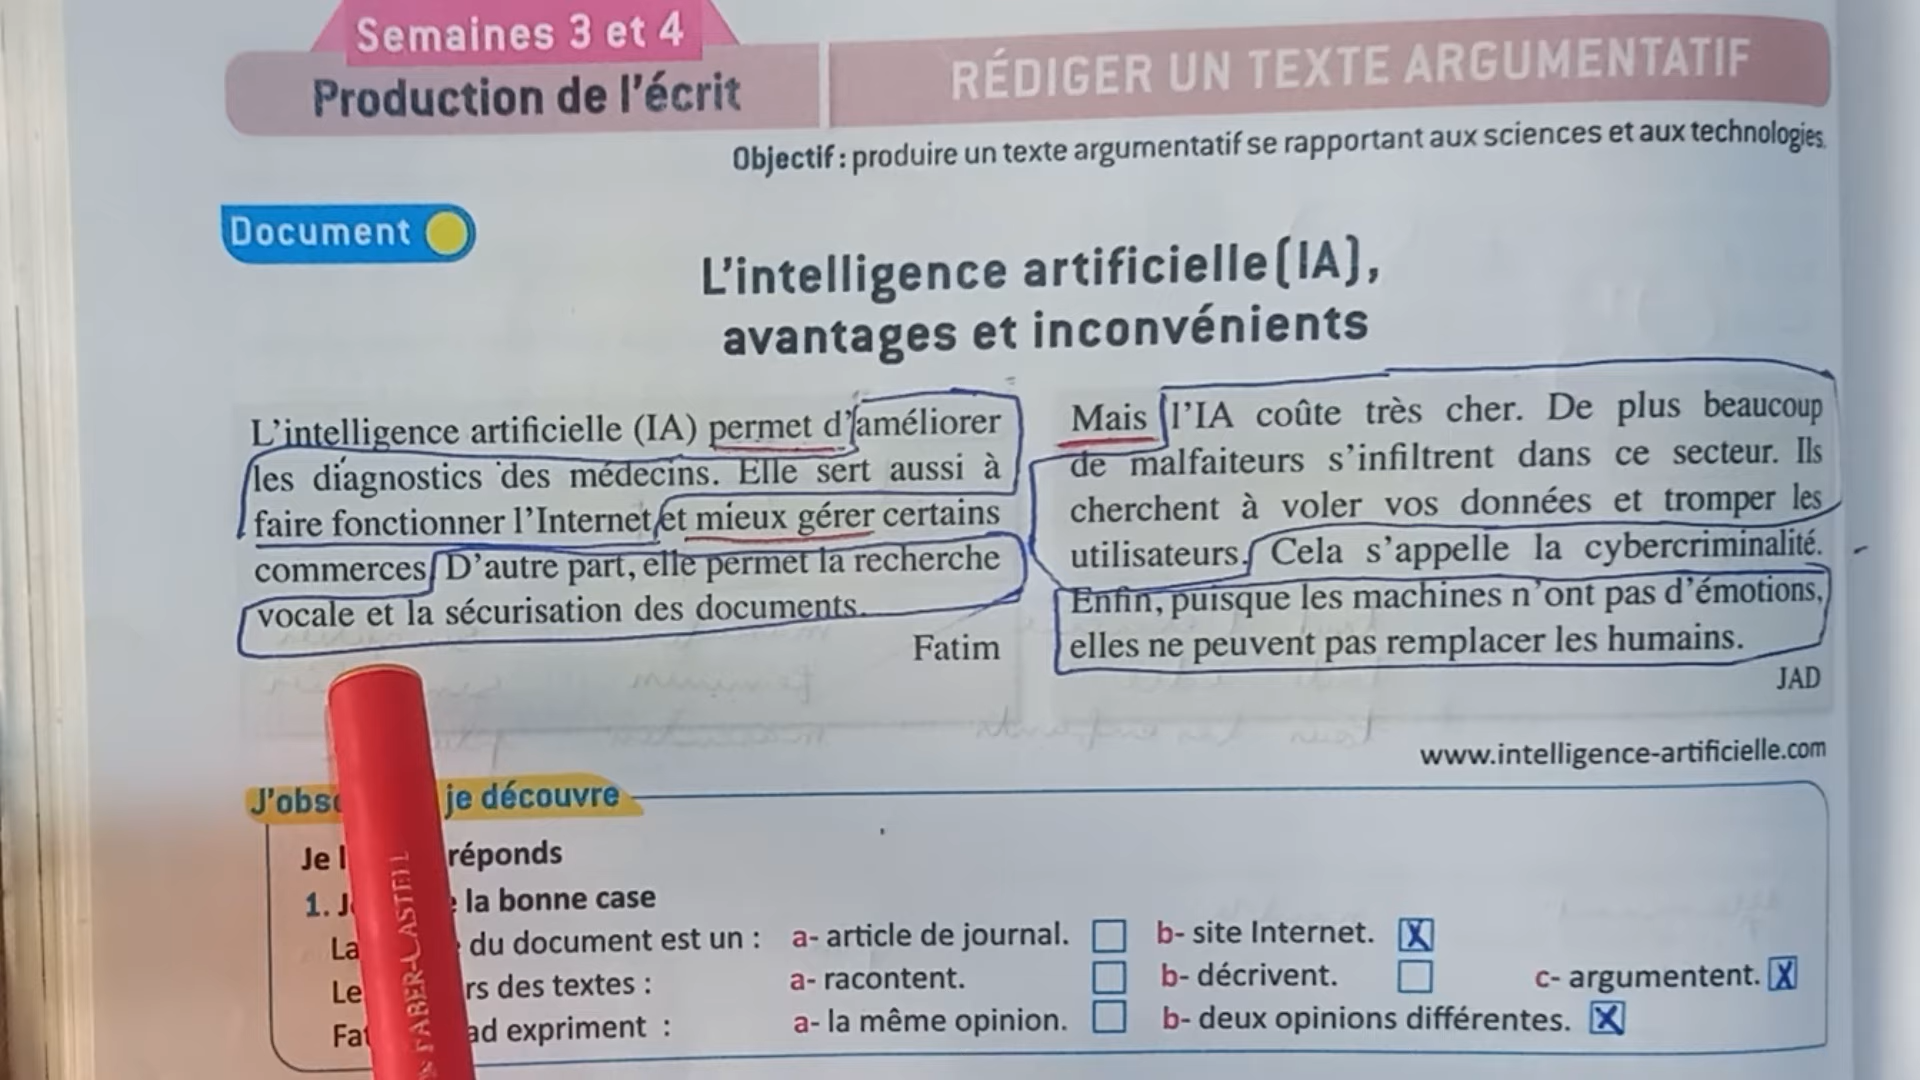 Semaines 3 et 4
Production de l'écrit
RÉDIGER UN TEXTE ARGUMENTATIF
Objectif : produire un texte argumentatif se rapportant aux sciences et aux technologies.
Document
L'intelligence artificielle (IA),
avantages et inconvénients
L'intelligence artificielle (IA) permet d'améliorer
les diagnostics des médecins. Elle sert aussi à
faire fonctionner l'Internet et mieux gérer certains
commerces. D'autre part, elle permet la recherche
vocale et la sécurisation des documents.
Fatim
Mais l'IA coûte très cher. De plus beaucoup
de malfaiteurs s'infiltrent dans ce secteur. Ils
cherchent à voler vos données et tromper les
utilisateurs. Cela s'appelle la cybercriminalité.
Enfin, puisque les machines n'ont pas d'émotions,
elles ne peuvent pas remplacer les humains.
JAD
www.intelligence-artificielle.com
je découvre
Je réponds
1. la bonne case
du document est un : a- article de journal. b- site Internet. X
des textes : a- racontent. b- décrivent. c- argumentent. X
expriment : a- la même opinion. b- deux opinions différentes. X
FABER-CASTELL